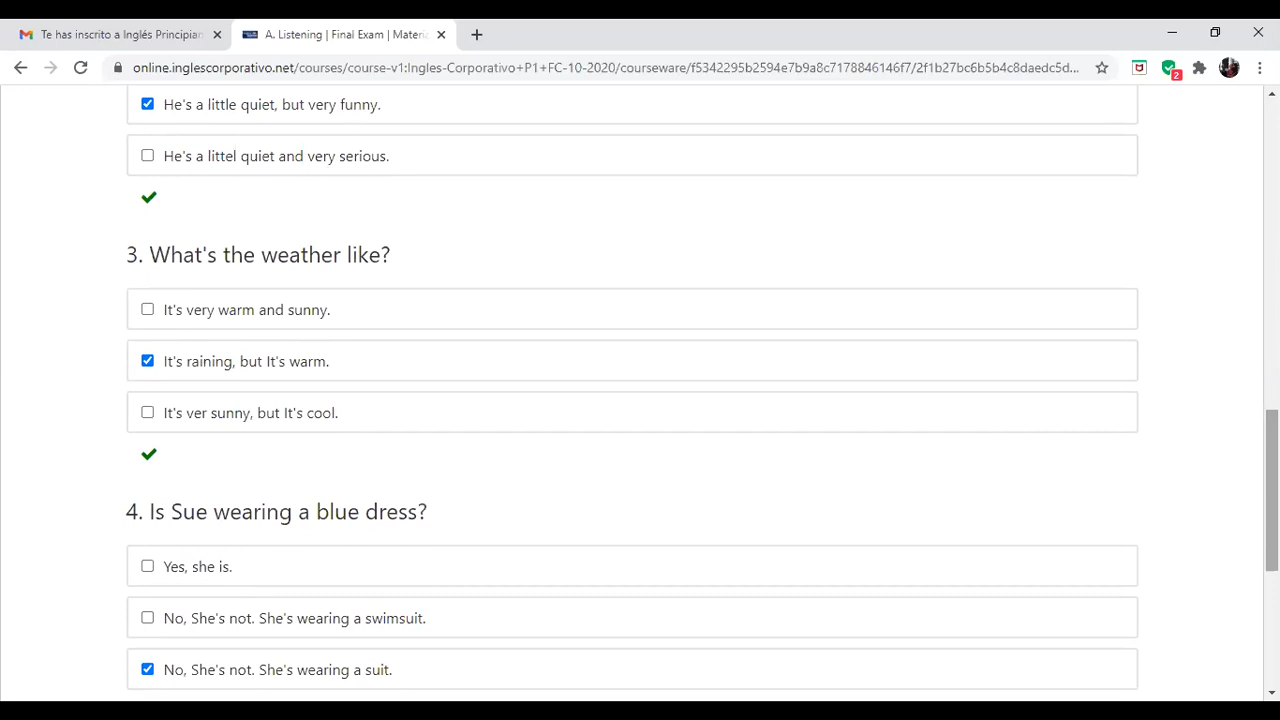 Te has inscrito a Inglés Principian
A. Listening | Final Exam | Materi
online.inglescorporativo.net/courses/course-v1:Ingles-Corporativo+P1+FC-10-2020/courseware/f5342295b2594e7b9a8c7178846146f7/2f1b27bc6b5b4c8daedc5d...
2
He's a little quiet, but very funny.
He's a littel quiet and very serious.
3. What's the weather like?
It's very warm and sunny.
It's raining, but It's warm.
It's ver sunny, but It's cool.
4. Is Sue wearing a blue dress?
Yes, she is.
No, She's not. She's wearing a swimsuit.
No, She's not. She's wearing a suit.